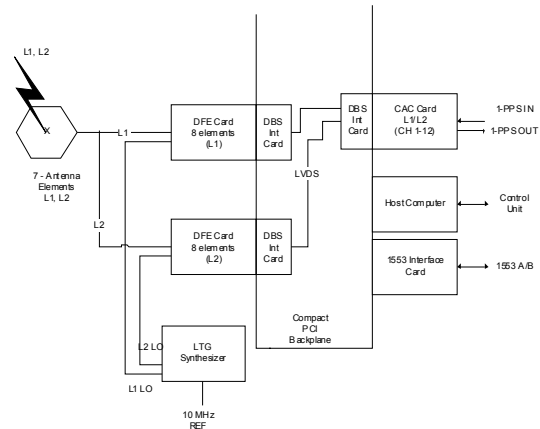 L1, L2
X
7 - Antenna
Elements
L1, L2
L1
L2
DFE Card
8 elements
(L1)
DBS
Int
Card
DBS
Int
Card
CAC Card
L1/L2
(CH 1-12)
1-PPS IN
1-PPS OUT
LVDS
DFE Card
8 elements
(L2)
DBS
Int
Card
Host Computer
Control
Unit
1553 Interface
Card
1553 A/B
Compact
PCI
Backplane
L2 LO
LTG
Synthesizer
L1 LO
10 MHz
REF